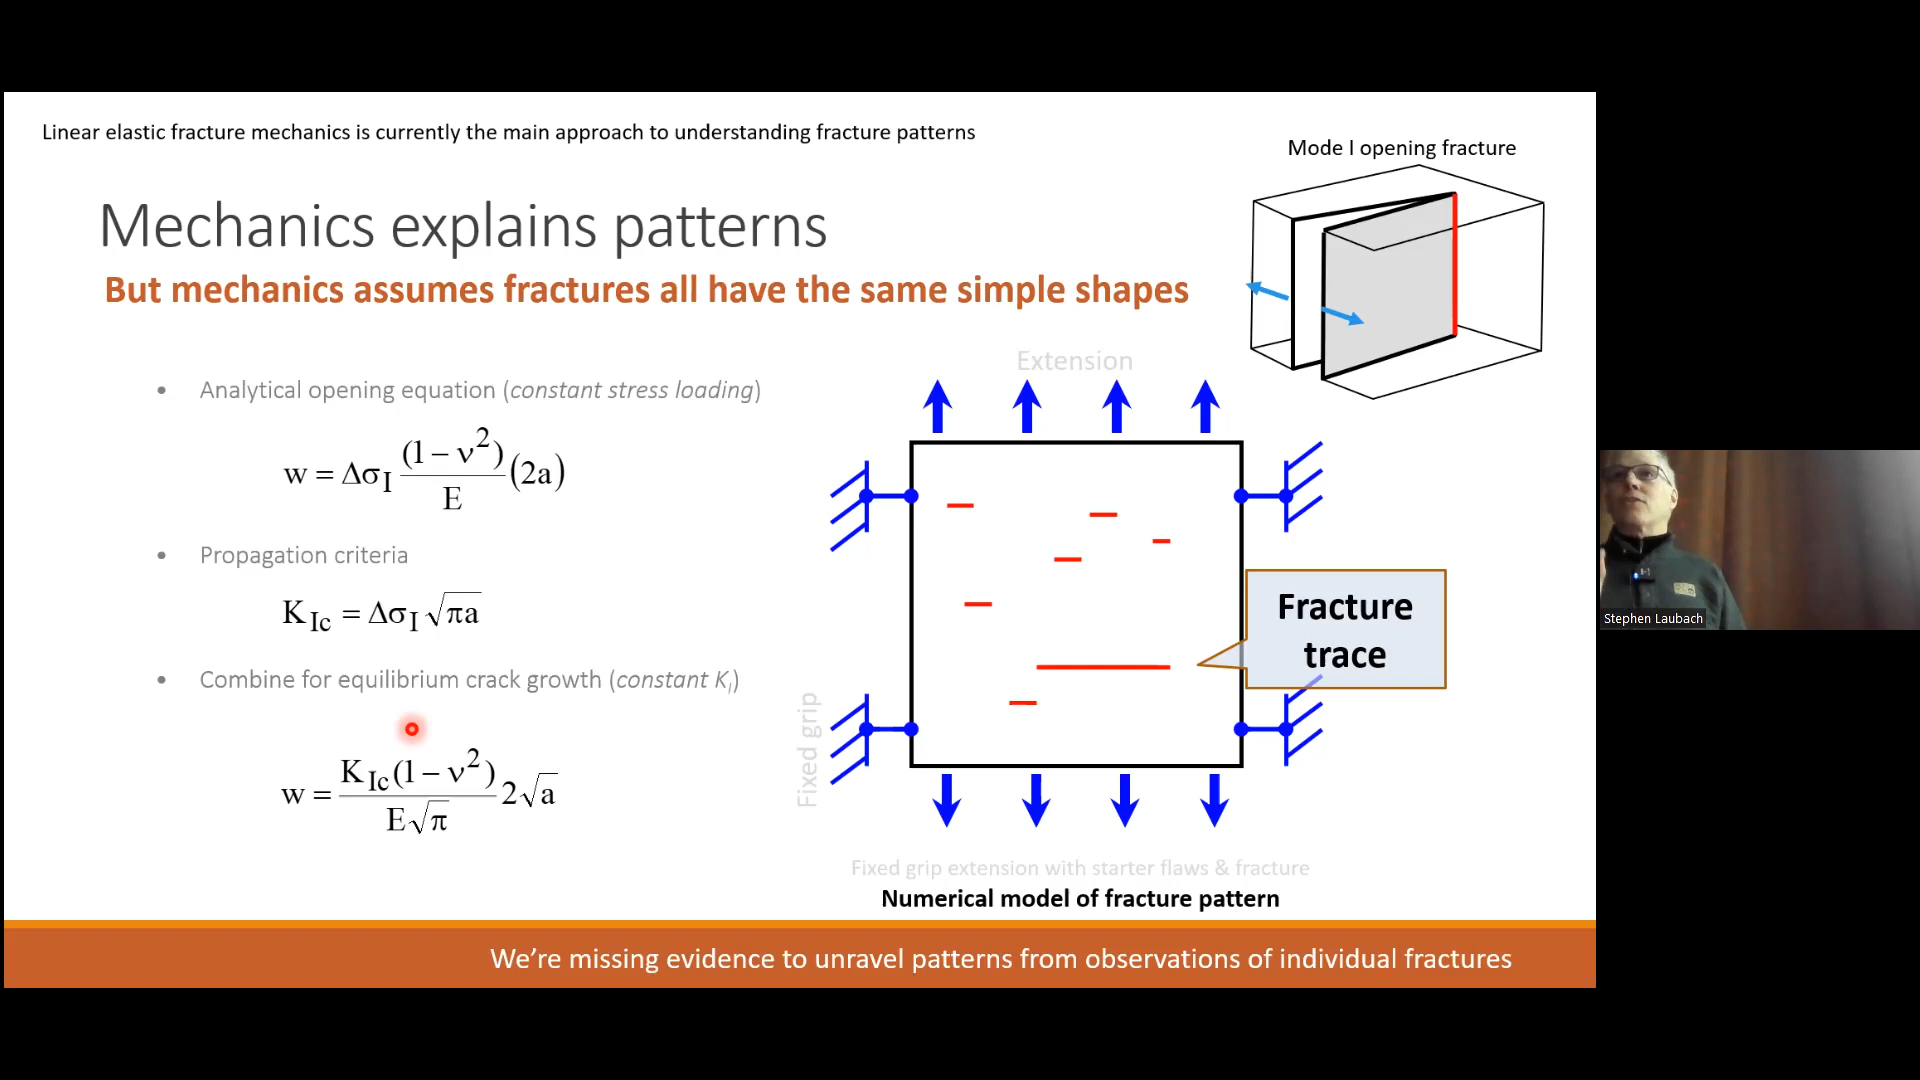 Linear elastic fracture mechanics is currently the main approach to understanding fracture patterns
Mode I opening fracture
Mechanics explains patterns
But mechanics assumes fractures all have the same simple shapes
• Analytical opening equation (constant stress loading)
w = Δσ_I (1 − ν²)/E (2a)
• Propagation criteria
K_Ic = Δσ_I √πa
• Combine for equilibrium crack growth (constant K_I)
w = K_Ic(1 − ν²)/(E√π) 2√a
Extension
Fixed grip
Fracture
trace
Fixed grip extension with starter flaws & fracture
Numerical model of fracture pattern
We're missing evidence to unravel patterns from observations of individual fractures
Stephen Laubach